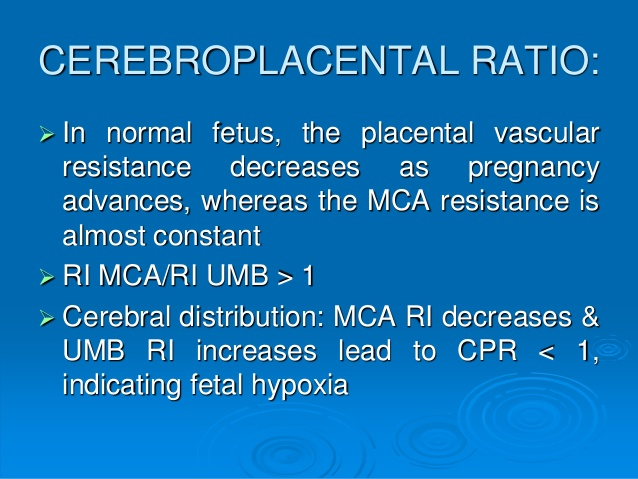 CEREBROPLACENTAL RATIO:
In normal fetus, the placental vascular
resistance decreases as pregnancy
advances, whereas the MCA resistance is
almost constant
RI MCA/RI UMB > 1
Cerebral distribution: MCA RI decreases &
UMB RI increases lead to CPR < 1,
indicating fetal hypoxia